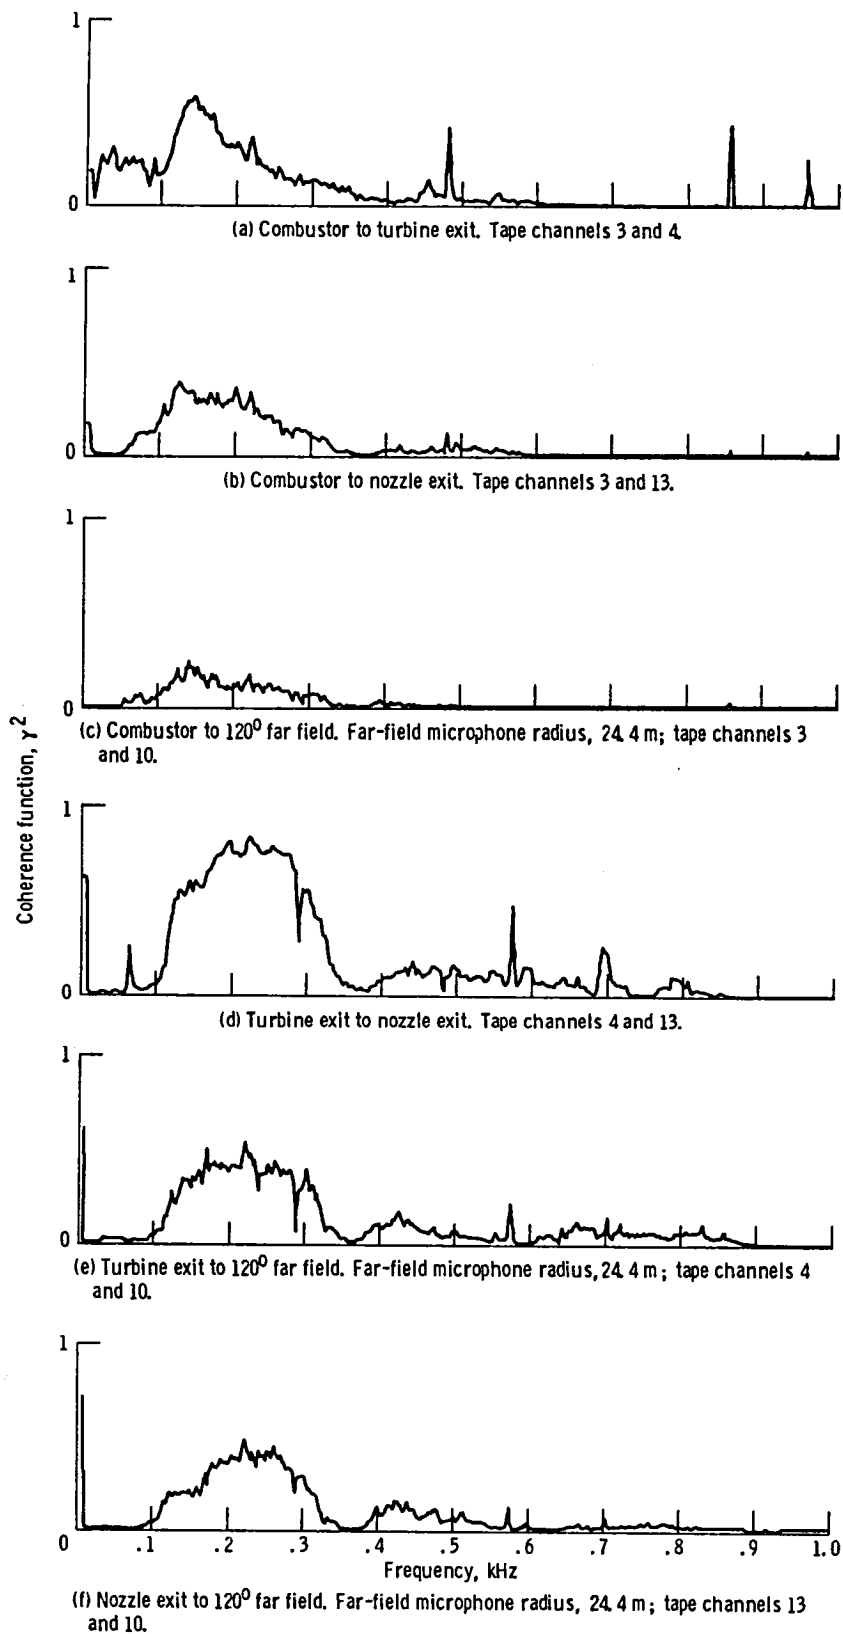 1
0
(a) Combustor to turbine exit. Tape channels 3 and 4.
1
0
(b) Combustor to nozzle exit. Tape channels 3 and 13.
1
0
(c) Combustor to 120⁰ far field. Far-field microphone radius, 24.4 m; tape channels 3
and 10.
Coherence function, γ²
1
0
(d) Turbine exit to nozzle exit. Tape channels 4 and 13.
1
0
(e) Turbine exit to 120⁰ far field. Far-field microphone radius, 24.4 m; tape channels 4
and 10.
1
0
0 .1 .2 .3 .4 .5 .6 .7 .8 .9 1.0
Frequency, kHz
(f) Nozzle exit to 120⁰ far field. Far-field microphone radius, 24.4 m; tape channels 13
and 10.